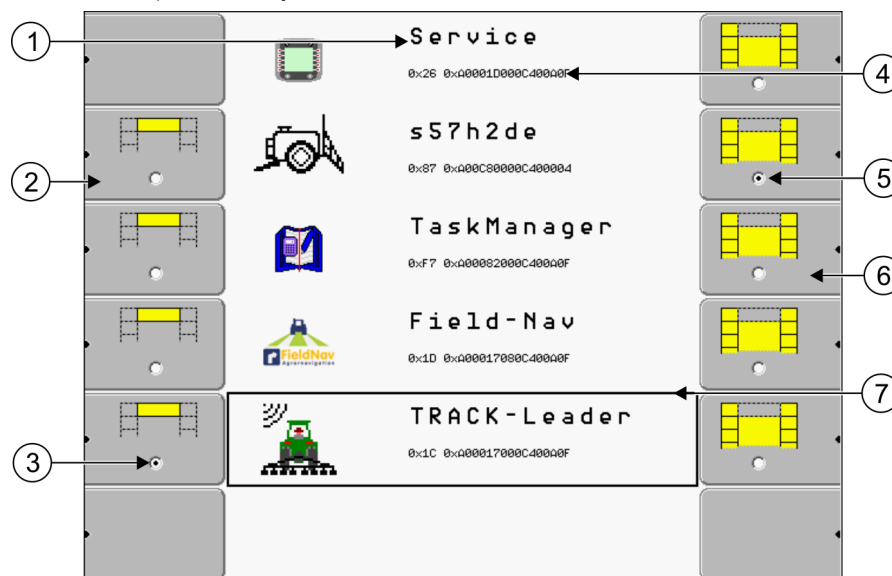 1
Service
0x26 0xA0001D000C400A0F
4
s57h2de
0x87 0xA00C80000C400004
2
5
TaskManager
0xF7 0xA00082000C400A0F
6
Field-Nav
FieldNav
Agrarnavigation
0x1D 0xA00017080C400A0F
7
TRACK-Leader
0x1C 0xA00017000C400A0F
3